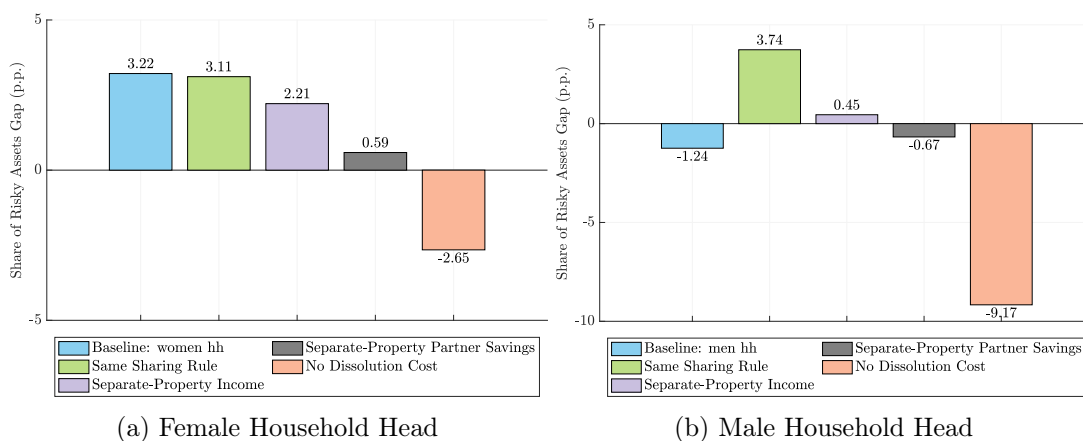 5
0
-5
Share of Risky Assets Gap (p.p.)
3.22
3.11
2.21
0.59
-2.65
Baseline: women hh
Same Sharing Rule
Separate-Property Income
Separate-Property Partner Savings
No Dissolution Cost
(a) Female Household Head
5
0
-5
-10
Share of Risky Assets Gap (p.p.)
-1.24
3.74
0.45
-0.67
-9.17
Baseline: men hh
Same Sharing Rule
Separate-Property Income
Separate-Property Partner Savings
No Dissolution Cost
(b) Male Household Head